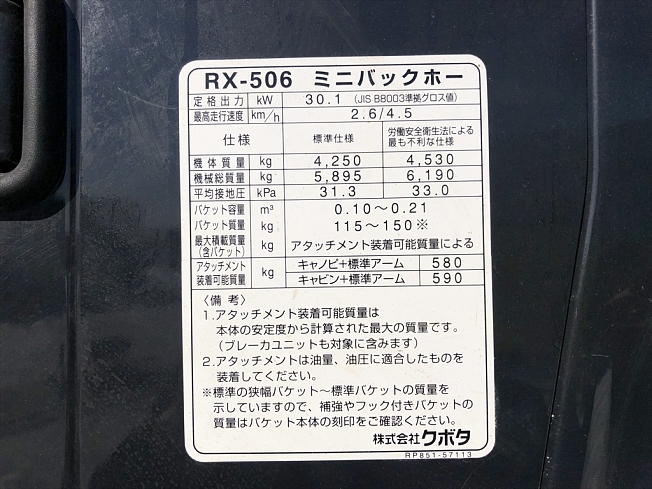 RX-506 ミニバックホー
定格出力 kW 30.1 (JIS B8003準拠グロス値)
最高走行速度 km/h 2.6/4.5
仕様 標準仕様 労働安全衛生法による
最も不利な仕様
機体質量 kg 4,250 4,530
機械総質量 kg 5,895 6,190
平均接地圧 kPa 31.3 33.0
バケット容量 m³ 0.10～0.21
バケット質量 kg 115～150※
最大積載質量
(含バケット) kg アタッチメント装着可能質量による
アタッチメント
装着可能質量 kg キャノピ+標準アーム 580
キャビン+標準アーム 590
〈備考〉
1.アタッチメント装着可能質量は
本体の安定度から計算された最大の質量です。
(ブレーカユニットも対象に含みます)
2.アタッチメントは油量、油圧に適合したものを
装着してください。
※標準の狭幅バケット～標準バケットの質量を
示していますので、補強やフック付きバケットの
質量はバケット本体の刻印をご確認ください。
株式会社クボタ
RP851-57113